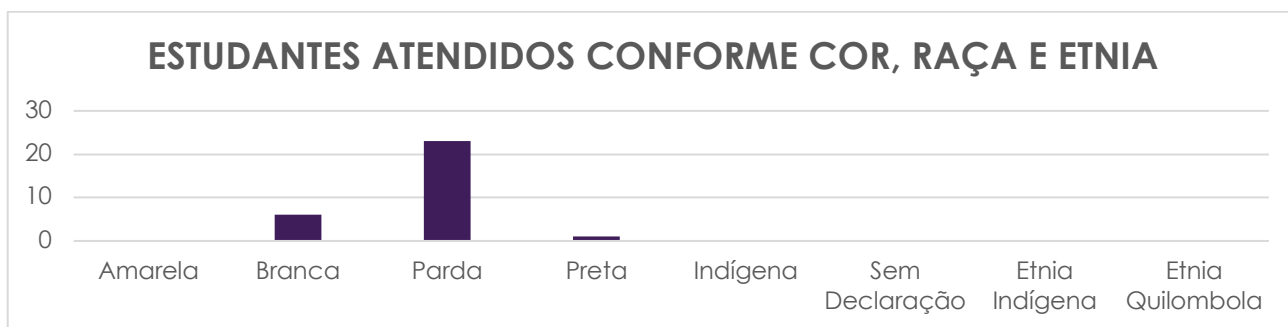 ESTUDANTES ATENDIDOS CONFORME COR, RAÇA E ETNIA
30
20
10
0
Amarela Branca Parda Preta Indígena Sem Declaração Etnia Indígena Etnia Quilombola